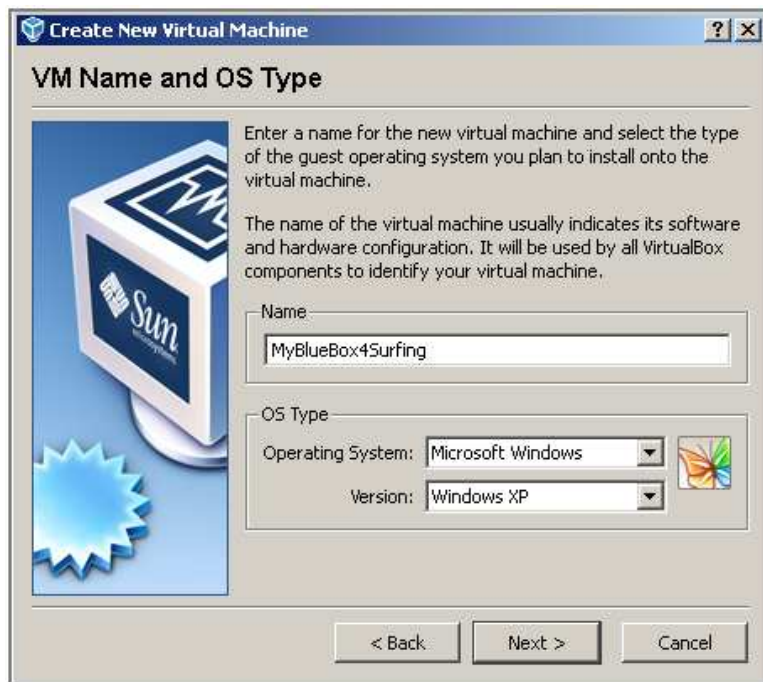 Create New Virtual Machine
VM Name and OS Type
Enter a name for the new virtual machine and select the type
of the guest operating system you plan to install onto the
virtual machine.
The name of the virtual machine usually indicates its software
and hardware configuration. It will be used by all VirtualBox
components to identify your virtual machine.
Sun
microsystems
Name
MyBlueBox4Surfing
OS Type
Operating System: Microsoft Windows
Version: Windows XP
< Back
Next >
Cancel